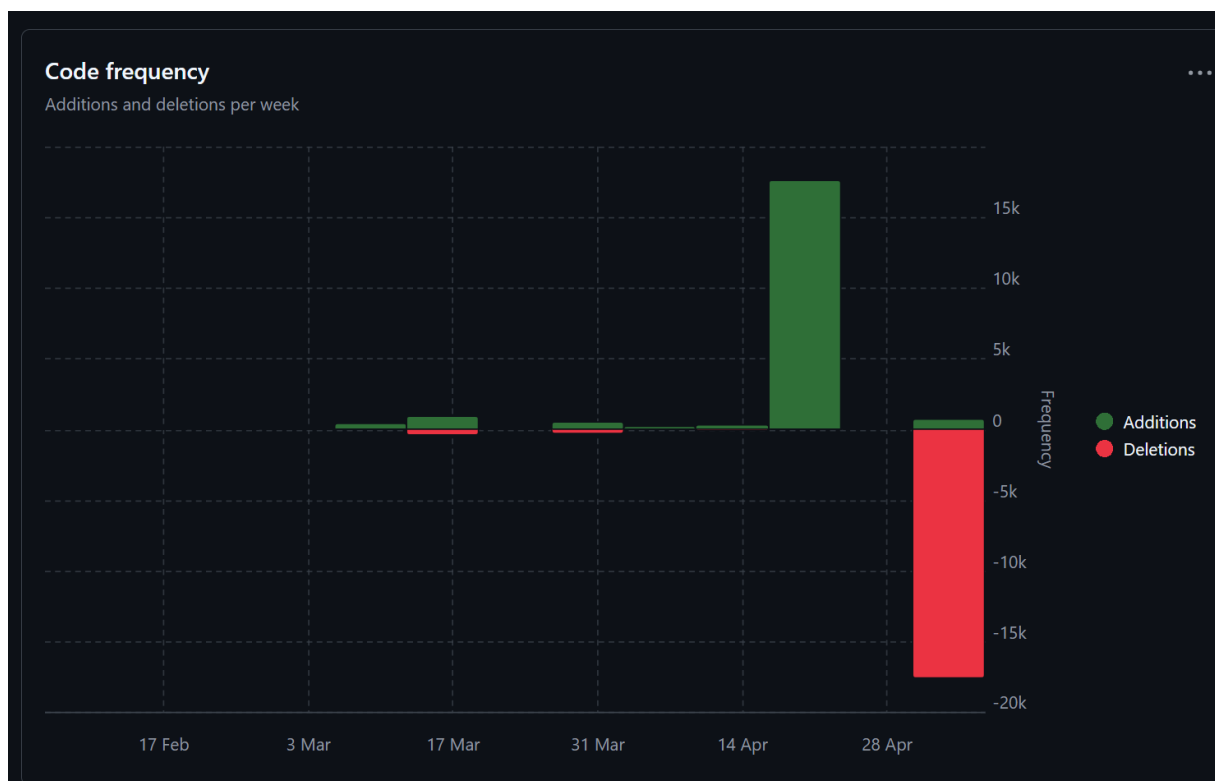 Code frequency
Additions and deletions per week
15k
10k
5k
0
-5k
-10k
-15k
-20k
Frequency
Additions
Deletions
17 Feb
3 Mar
17 Mar
31 Mar
14 Apr
28 Apr